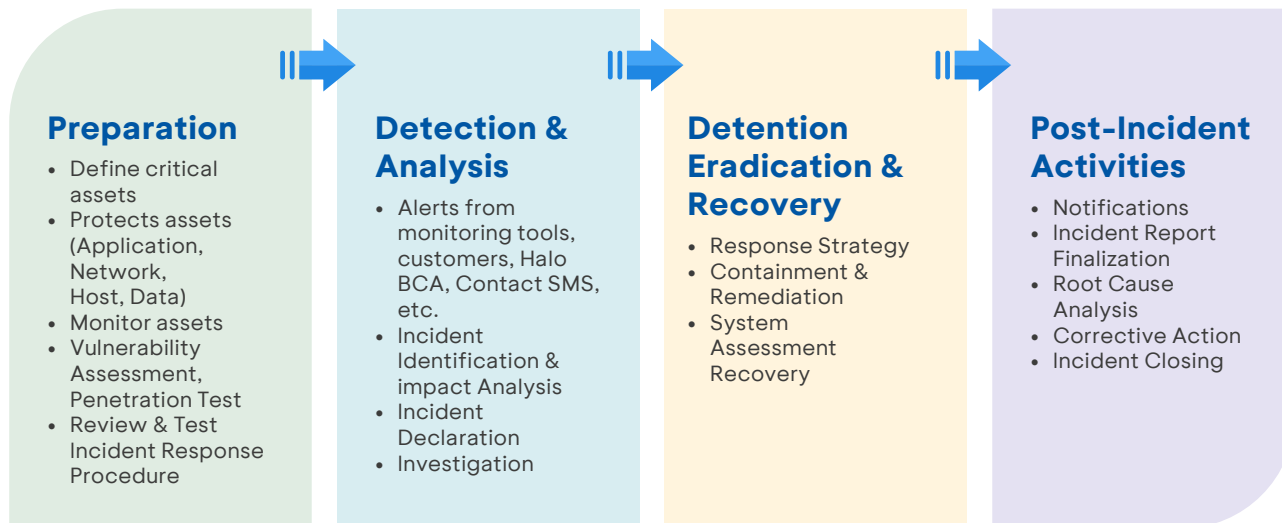 Preparation
• Define critical
assets
• Protects assets
(Application,
Network,
Host, Data)
• Monitor assets
• Vulnerability
Assessment,
Penetration Test
• Review & Test
Incident Response
Procedure
Detection &
Analysis
• Alerts from
monitoring tools,
customers, Halo
BCA, Contact SMS,
etc.
• Incident
Identification &
impact Analysis
• Incident
Declaration
• Investigation
Detention
Eradication &
Recovery
• Response Strategy
• Containment &
Remediation
• System
Assessment
Recovery
Post-Incident
Activities
• Notifications
• Incident Report
Finalization
• Root Cause
Analysis
• Corrective Action
• Incident Closing